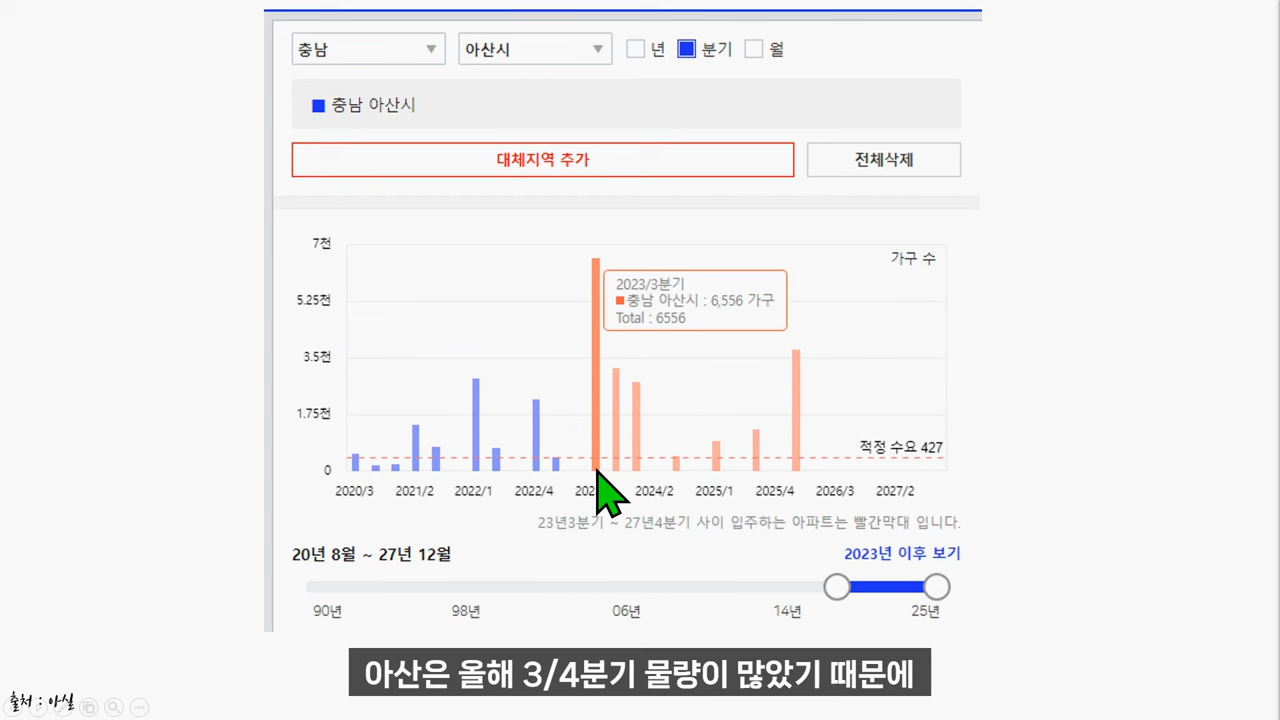 충남 아산시 년 분기 월
충남 아산시
대체지역 추가 전체삭제
7천
가구 수
2023/3분기
충남 아산시 : 6,556 가구
Total : 6556
5.25천
3.5천
1.75천
적정 수요 427
0
2020/3 2021/2 2022/1 2022/4 2024/2 2025/1 2025/4 2026/3 2027/2
23년3분기 ~ 27년4분기 사이 입주하는 아파트는 빨간막대 입니다.
20년 8월 ~ 27년 12월 2023년 이후 보기
90년 98년 06년 14년 25년
아산은 올해 3/4분기 물량이 많았기 때문에
출처 : 아실